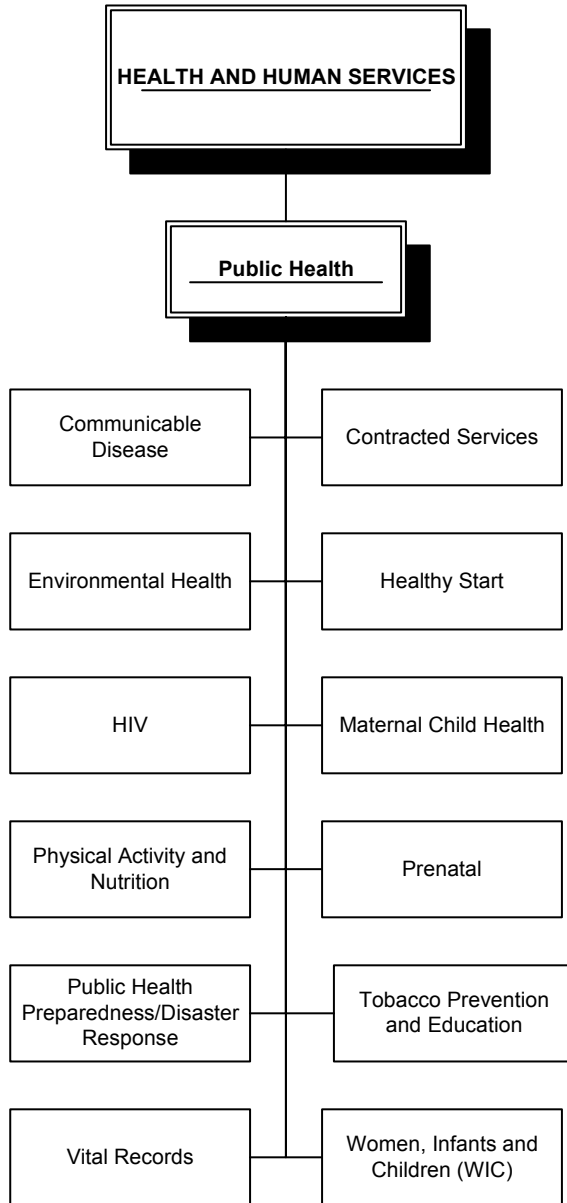 HEALTH AND HUMAN SERVICES
Public Health
Communicable
Disease
Contracted Services
Environmental Health
Healthy Start
HIV
Maternal Child Health
Physical Activity and
Nutrition
Prenatal
Public Health
Preparedness/Disaster
Response
Tobacco Prevention
and Education
Vital Records
Women, Infants and
Children (WIC)